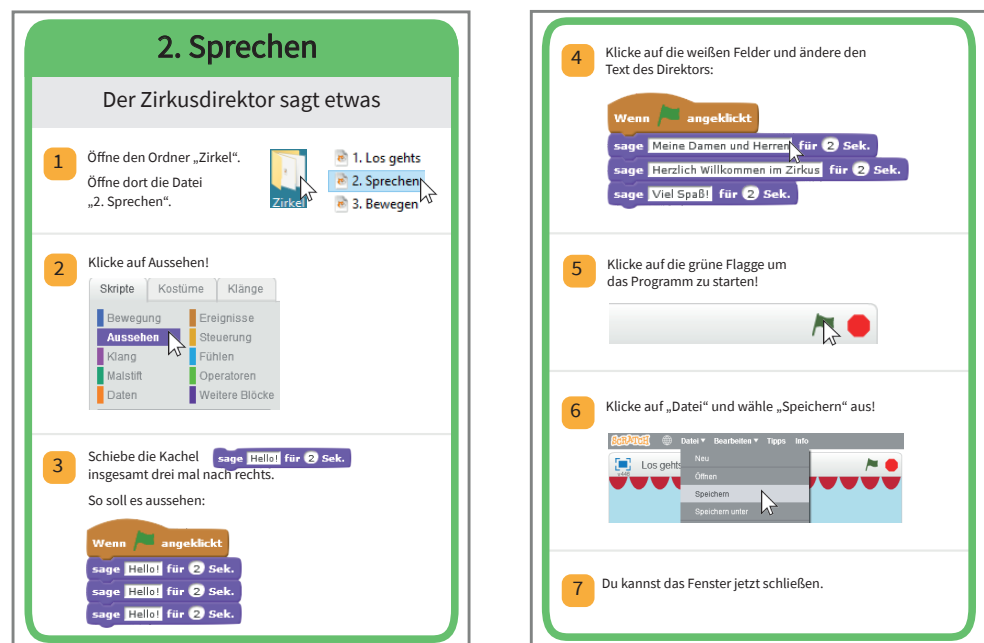 2. Sprechen
Der Zirkusdirektor sagt etwas
1
Öffne den Ordner „Zirkel“.
Öffne dort die Datei
„2. Sprechen“.
Zirkel
1. Los gehts
2. Sprechen
3. Bewegen
2
Klicke auf Aussehen!
Skripte Kostüme Klänge
Bewegung Ereignisse
Aussehen Steuerung
Klang Fühlen
Malstift Operatoren
Daten Weitere Blöcke
3
Schiebe die Kachel sage Hello! für 2 Sek.
insgesamt drei mal nach rechts.
So soll es aussehen:
Wenn angeklickt
sage Hello! für 2 Sek.
sage Hello! für 2 Sek.
sage Hello! für 2 Sek.
4
Klicke auf die weißen Felder und ändere den
Text des Direktors:
Wenn angeklickt
sage Meine Damen und Herren für 2 Sek.
sage Herzlich Willkommen im Zirkus für 2 Sek.
sage Viel Spaß! für 2 Sek.
5
Klicke auf die grüne Flagge um
das Programm zu starten!
6
Klicke auf „Datei“ und wähle „Speichern“ aus!
SCRATCH Datei Bearbeiten Tipps Info
Los gehts
Neu
Öffnen
Speichern
Speichern unter
7
Du kannst das Fenster jetzt schließen.